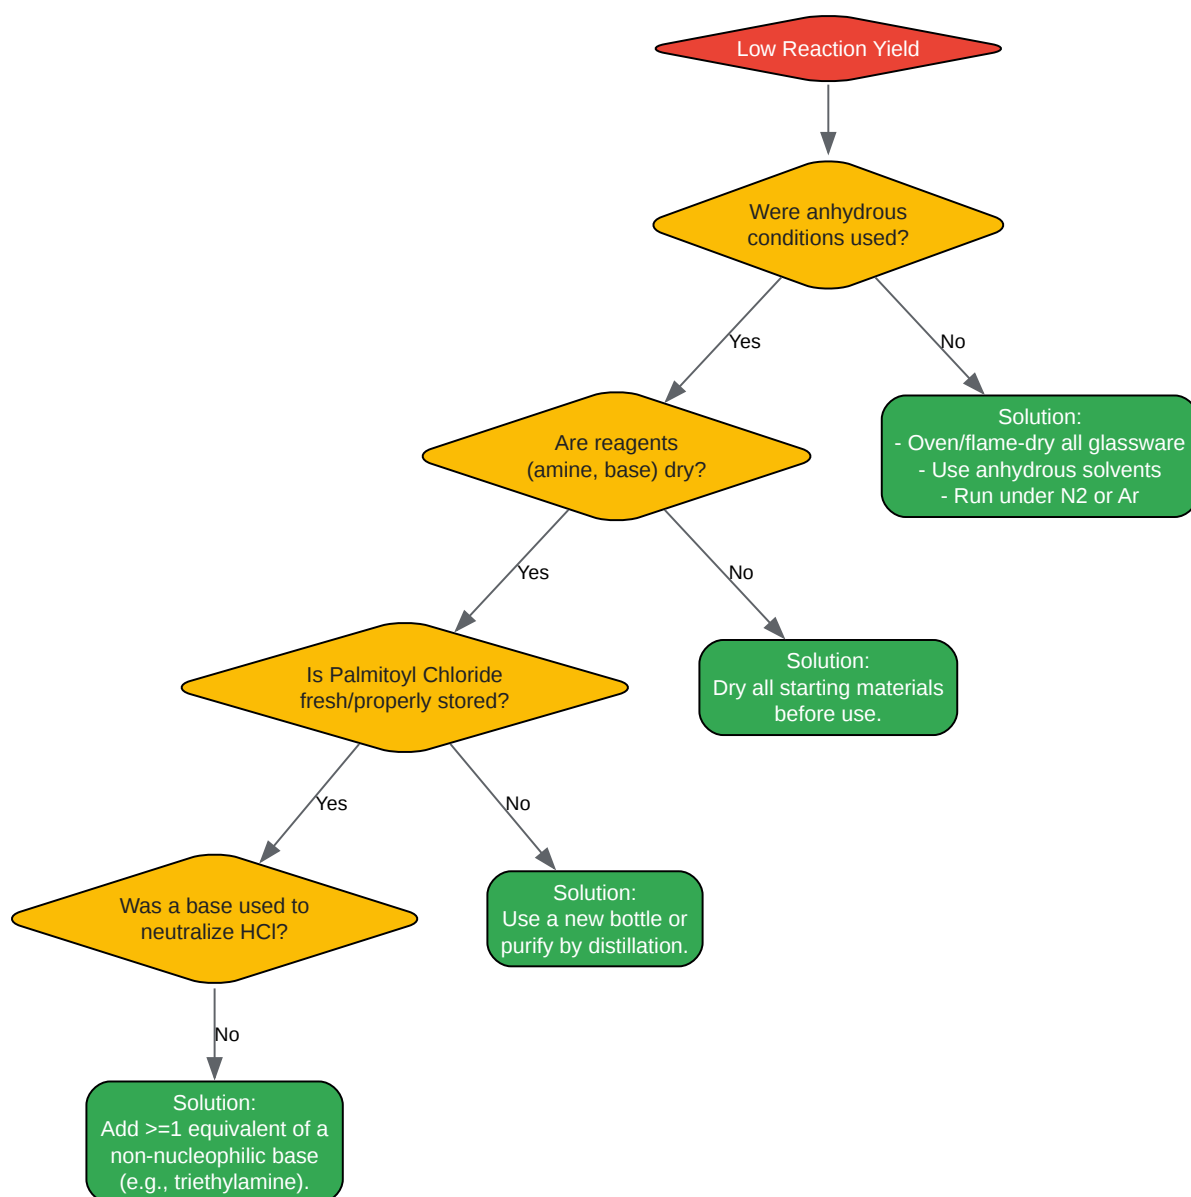 Low Reaction Yield
Were anhydrous
conditions used?
Yes
No
Solution:
- Oven/flame-dry all glassware
- Use anhydrous solvents
- Run under N2 or Ar
Are reagents
(amine, base) dry?
Yes
No
Solution:
Dry all starting materials
before use.
Is Palmitoyl Chloride
fresh/properly stored?
Yes
No
Solution:
Use a new bottle or
purify by distillation.
Was a base used to
neutralize HCl?
No
Solution:
Add >=1 equivalent of a
non-nucleophilic base
(e.g., triethylamine).